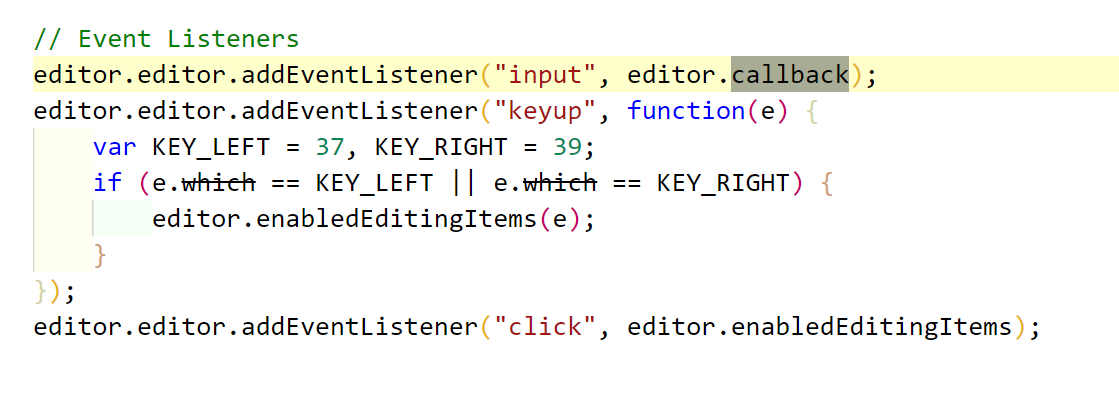 // Event Listeners
editor.editor.addEventListener("input", editor.callback);
editor.editor.addEventListener("keyup", function(e) {
    var KEY_LEFT = 37, KEY_RIGHT = 39;
    if (e.which == KEY_LEFT || e.which == KEY_RIGHT) {
        editor.enabledEditingItems(e);
    }
});
editor.editor.addEventListener("click", editor.enabledEditingItems);